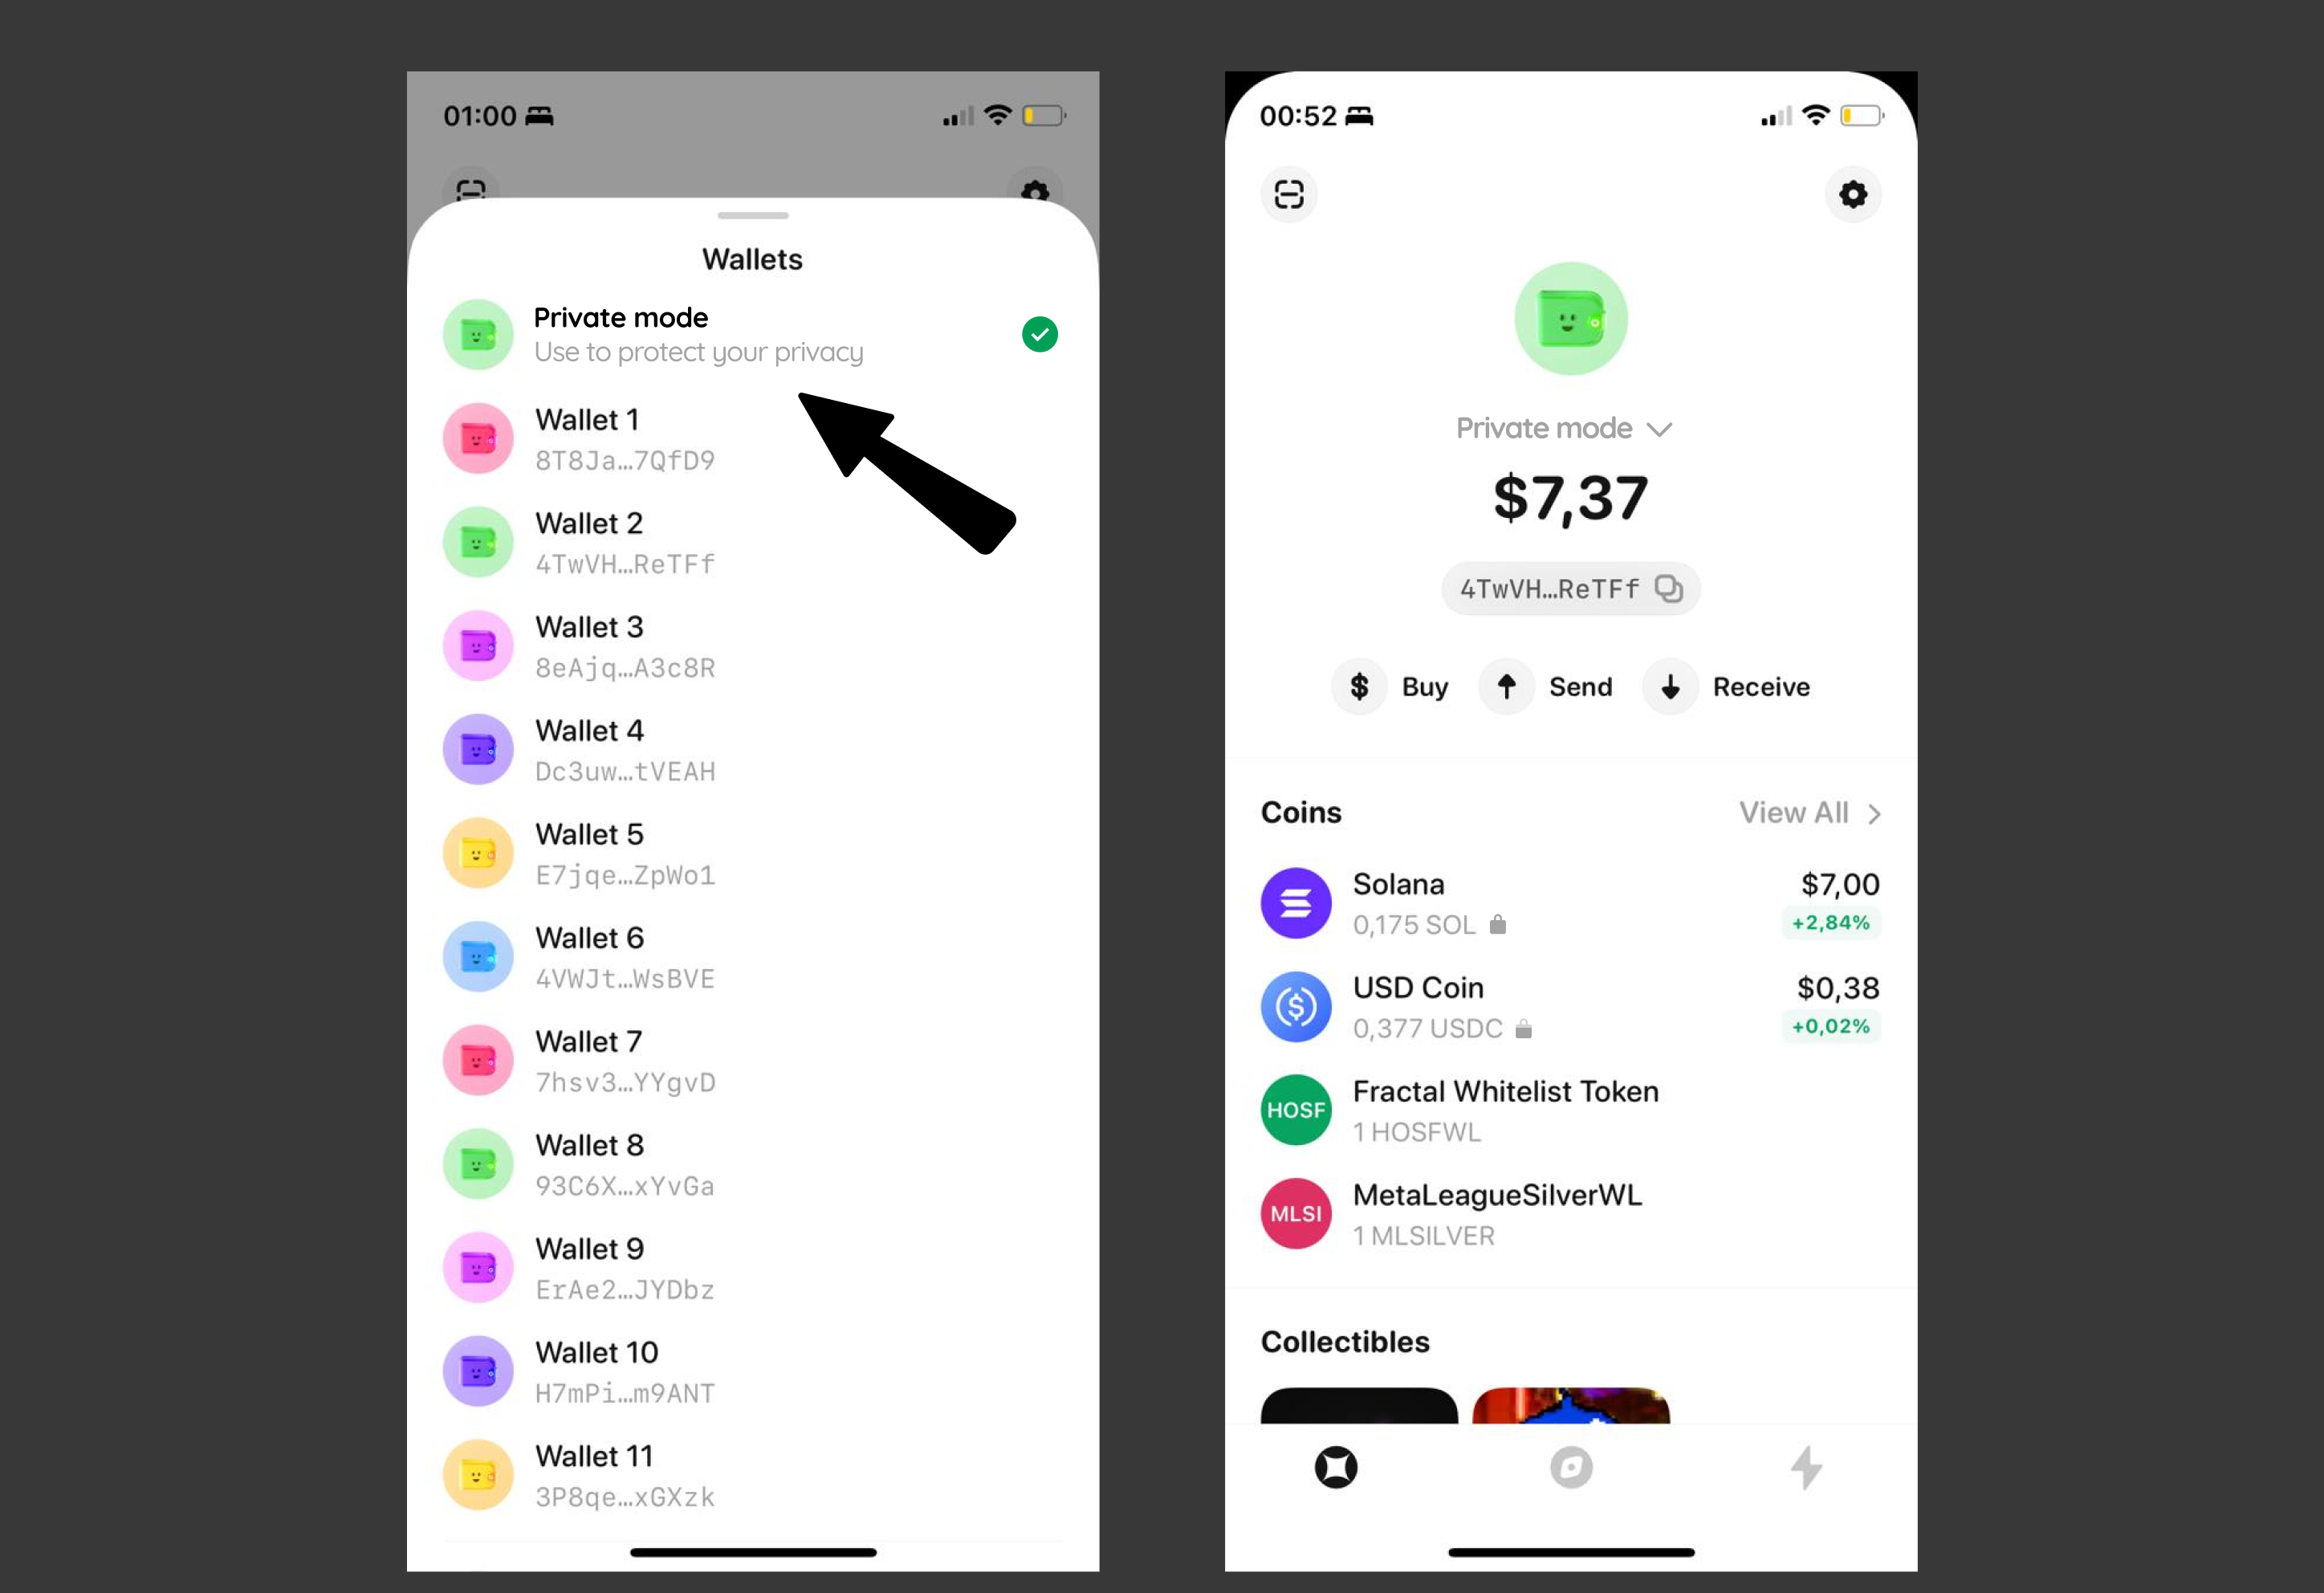 01:00
Wallets
Private mode
Use to protect your privacy
Wallet 1
8T8Ja...7QfD9
Wallet 2
4TwVH...ReTFf
Wallet 3
8eAjq...A3c8R
Wallet 4
Dc3uw...tVEAH
Wallet 5
E7jqe...ZpWo1
Wallet 6
4VWJt...WsBVE
Wallet 7
7hsv3...YYgvD
Wallet 8
93C6X...xYvGa
Wallet 9
ErAe2...JYDbz
Wallet 10
H7mPi...m9ANT
Wallet 11
3P8qe...xGXzk
00:52
Private mode
$7,37
4TwVH...ReTFf
$ Buy Send Receive
Coins View All
Solana $7,00
0,175 SOL +2,84%
USD Coin $0,38
0,377 USDC +0,02%
HOSF Fractal Whitelist Token
1 HOSFWL
MLSI MetaLeagueSilverWL
1 MLSILVER
Collectibles